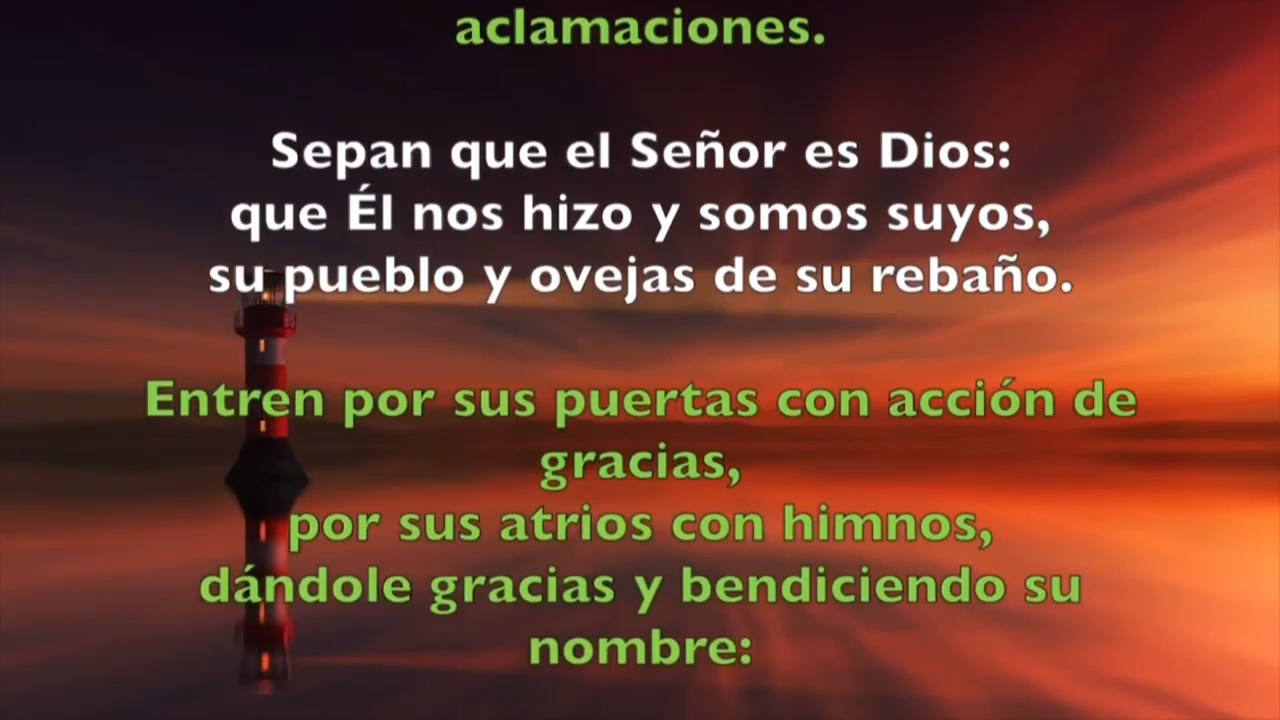 aclamaciones.
Sepan que el Señor es Dios:
que Él nos hizo y somos suyos,
su pueblo y ovejas de su rebaño.
Entren por sus puertas con acción de
gracias,
por sus atrios con himnos,
dándole gracias y bendiciendo su
nombre: